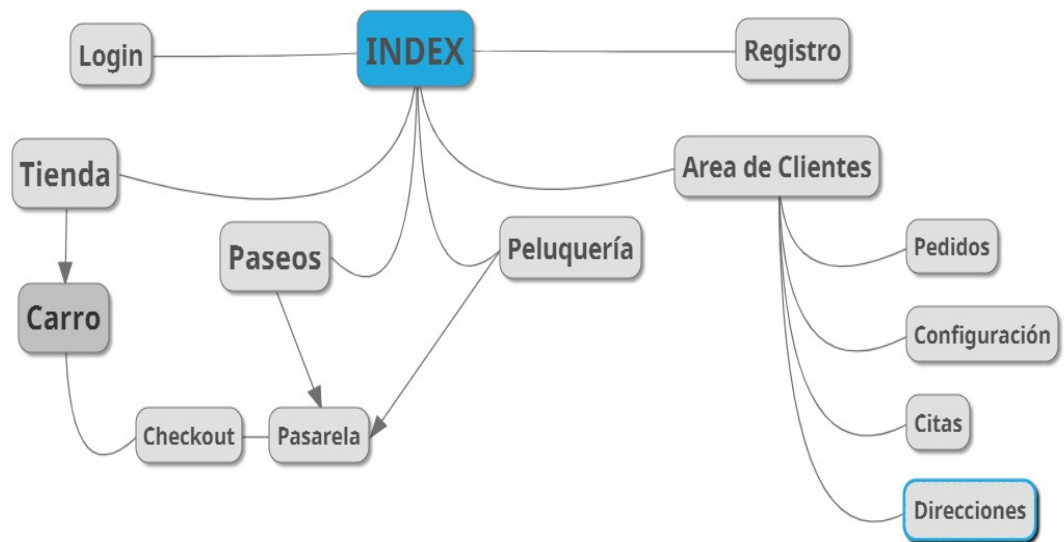 Login
INDEX
Registro
Tienda
Area de Clientes
Paseos
Peluquería
Pedidos
Carro
Configuración
Checkout
Pasarela
Citas
Direcciones